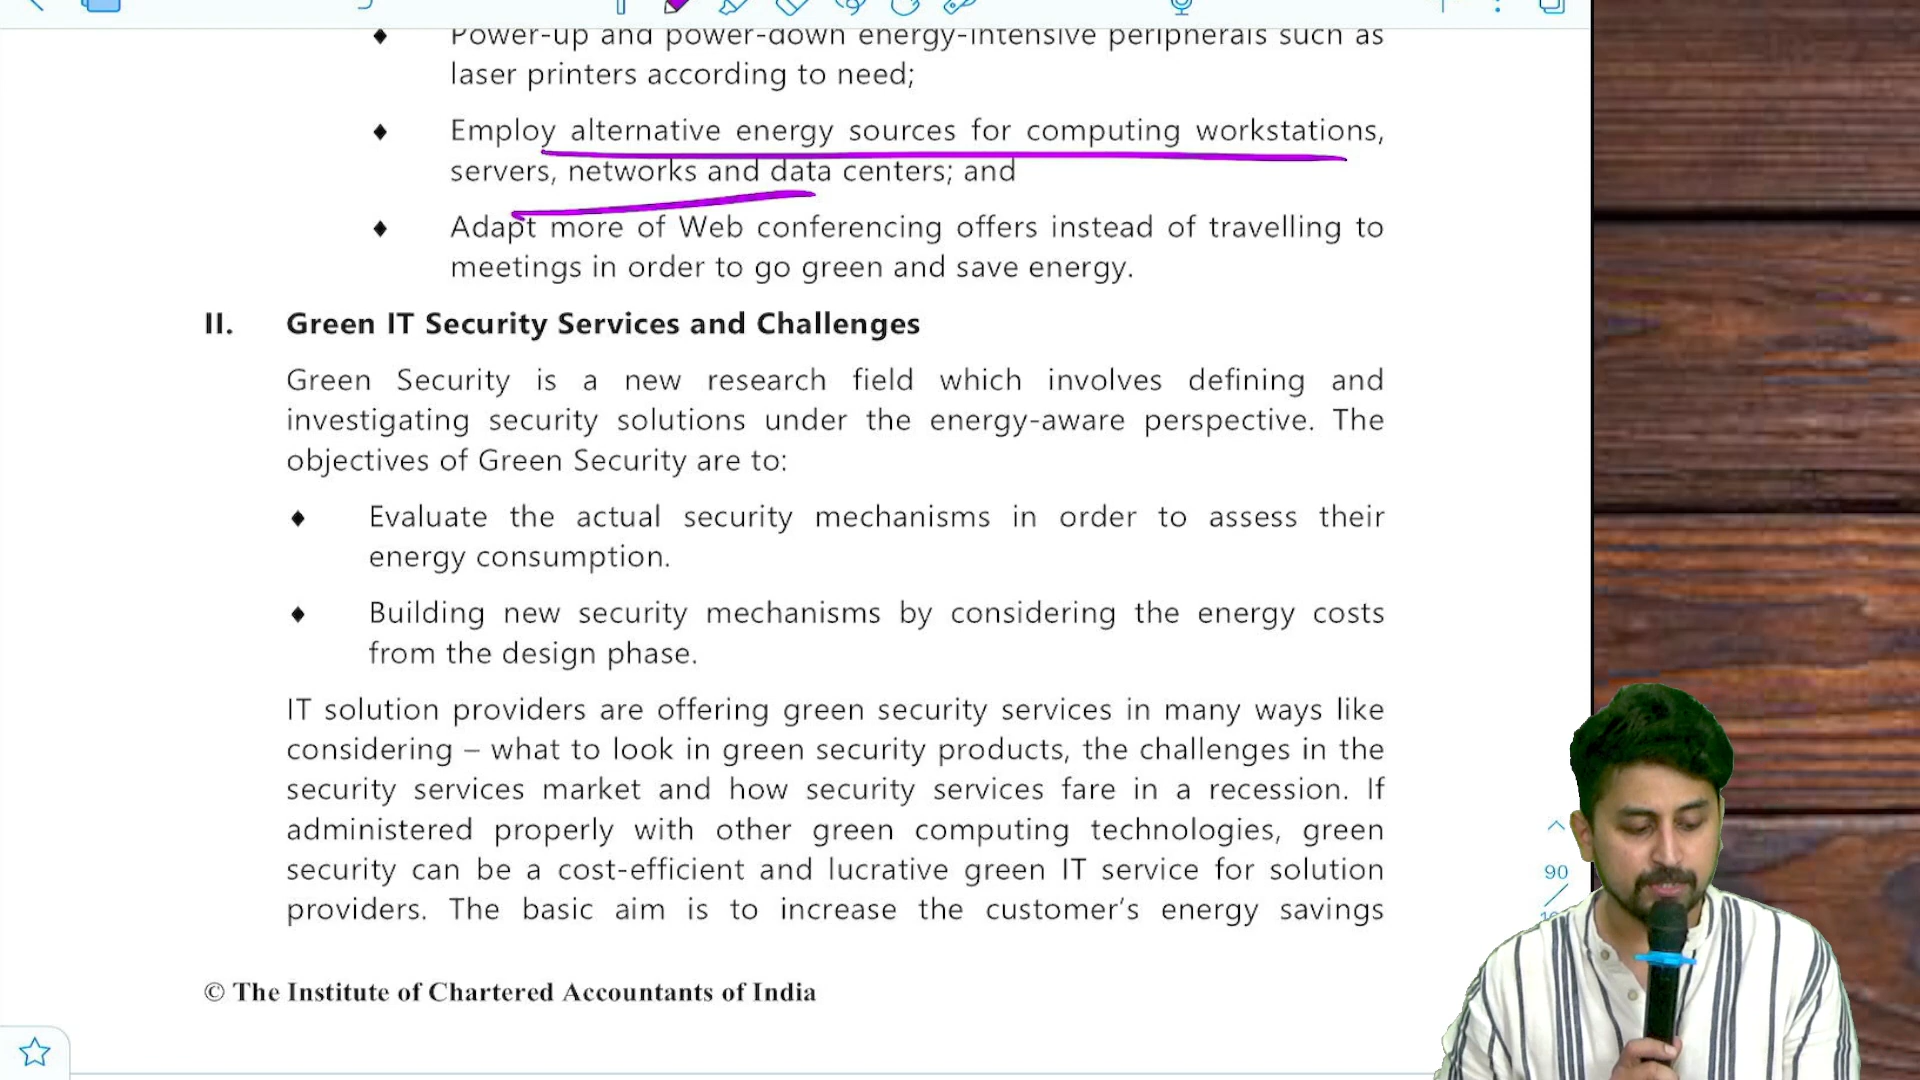 Power-up and power-down energy-intensive peripherals such as
laser printers according to need;
♦ Employ alternative energy sources for computing workstations,
servers, networks and data centers; and
♦ Adapt more of Web conferencing offers instead of travelling to
meetings in order to go green and save energy.
II. Green IT Security Services and Challenges
Green Security is a new research field which involves defining and
investigating security solutions under the energy-aware perspective. The
objectives of Green Security are to:
♦ Evaluate the actual security mechanisms in order to assess their
energy consumption.
♦ Building new security mechanisms by considering the energy costs
from the design phase.
IT solution providers are offering green security services in many ways like
considering – what to look in green security products, the challenges in the
security services market and how security services fare in a recession. If
administered properly with other green computing technologies, green
security can be a cost-efficient and lucrative green IT service for solution
providers. The basic aim is to increase the customer's energy savings
90
© The Institute of Chartered Accountants of India